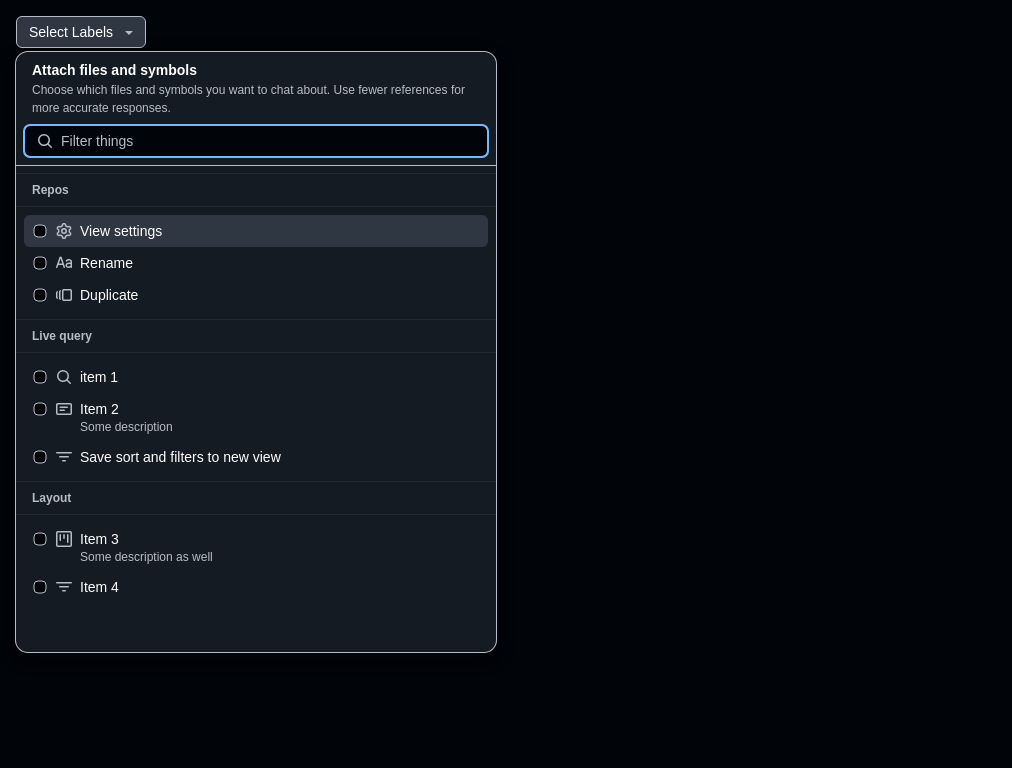 Select Labels
Attach files and symbols
Choose which files and symbols you want to chat about. Use fewer references for
more accurate responses.
Filter things
Repos
View settings
Rename
Duplicate
Live query
item 1
Item 2
Some description
Save sort and filters to new view
Layout
Item 3
Some description as well
Item 4